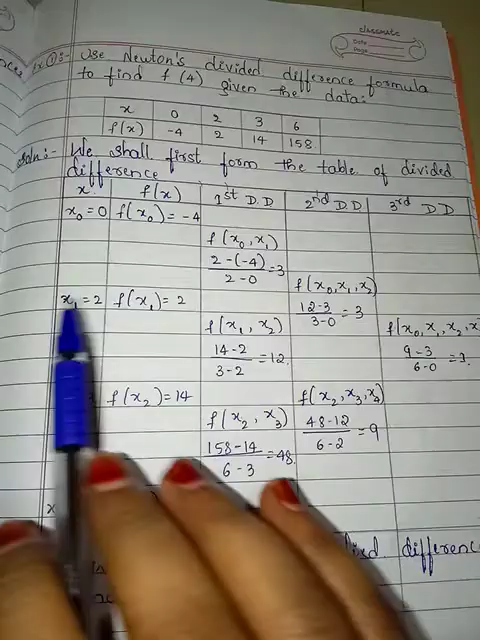 classmate
Date
Page
Ex ①:- Use Newton's divided difference formula
to find f(4) given the data:
x 0 2 3 6
f(x) -4 2 14 158
Soln:- We shall first form the table of divided
difference
x f(x) 1st D.D 2nd D.D 3rd D.D
x₀=0 f(x₀)=-4
f(x₀,x₁)
2-(-4)/2-0 =3
f(x₀,x₁,x₂)
12-3/3-0 =3
x₁=2 f(x₁)=2
f(x₁,x₂)
14-2/3-2 =12.
f(x₀,x₁,x₂,x
9-3/6-0 =1.
f(x₂)=14
f(x₂,x₃,x₄)
48-12/6-2 =9
f(x₂,x₃)
158-14/6-3 =48.
difference